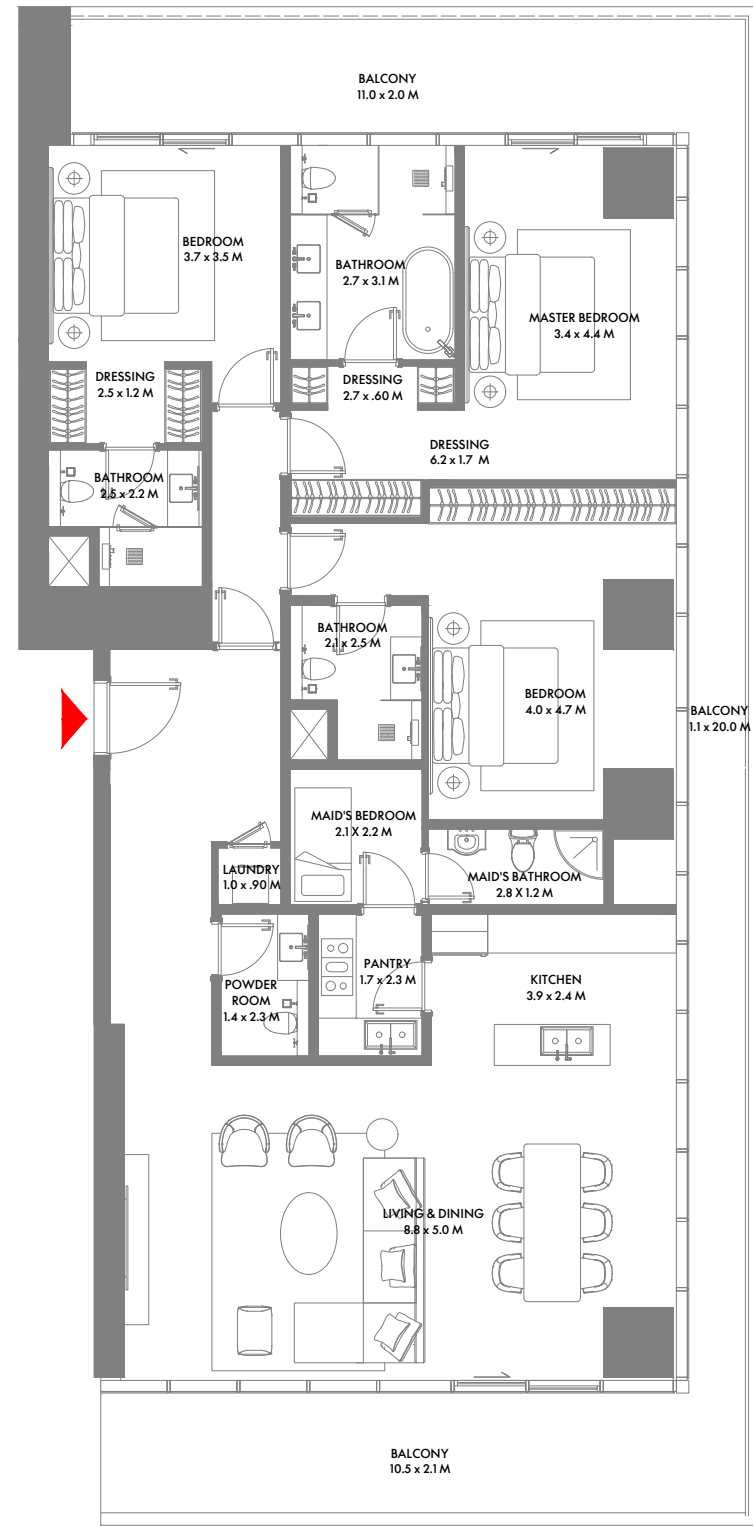 BALCONY
11.0 x 2.0 M
BEDROOM
3.7 x 3.5 M
BATHROOM
2.7 x 3.1 M
MASTER BEDROOM
3.4 x 4.4 M
DRESSING
2.5 x 1.2 M
DRESSING
2.7 x .60 M
DRESSING
6.2 x 1.7 M
BATHROOM
2.5 x 2.2 M
BATHROOM
2.1 x 2.5 M
BEDROOM
4.0 x 4.7 M
BALCONY
1.1 x 20.0 M
MAID'S BEDROOM
2.1 X 2.2 M
LAUNDRY
1.0 x .90 M
MAID'S BATHROOM
2.8 X 1.2 M
PANTRY
1.7 x 2.3 M
POWDER
ROOM
1.4 x 2.3 M
KITCHEN
3.9 x 2.4 M
LIVING & DINING
8.8 x 5.0 M
BALCONY
10.5 x 2.1 M